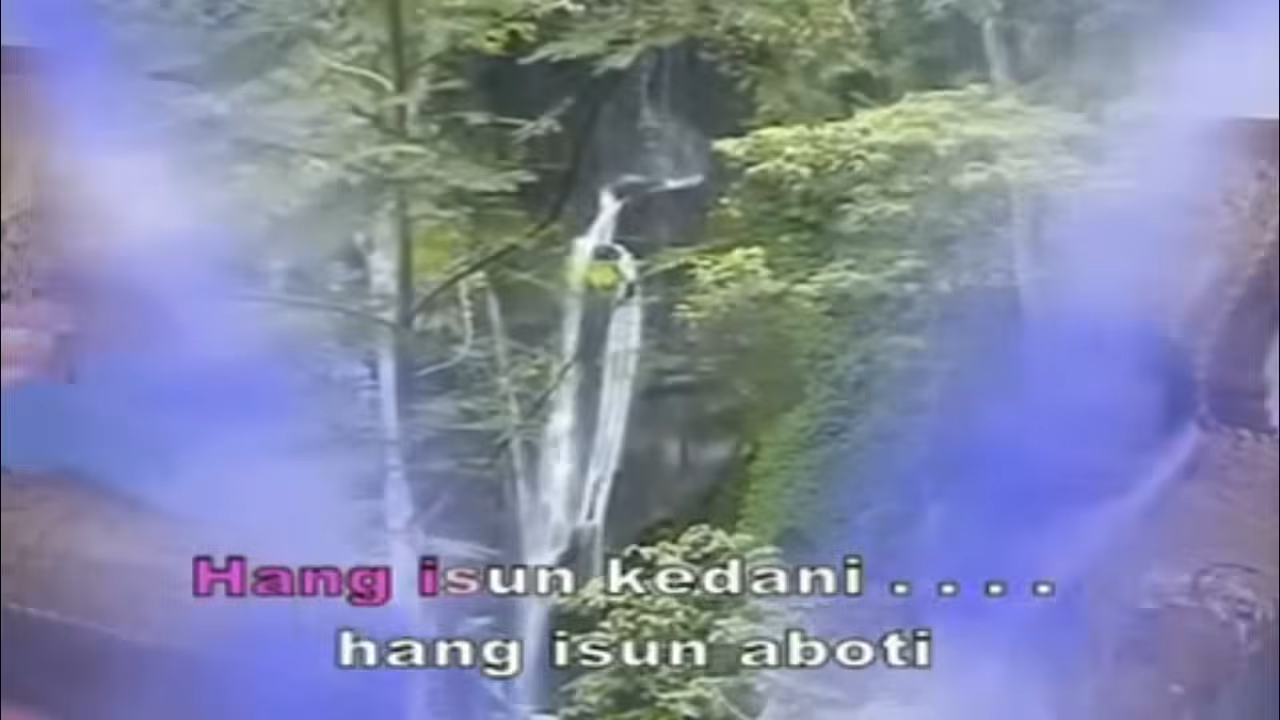 Hang isun kedani . . . .
hang isun aboti